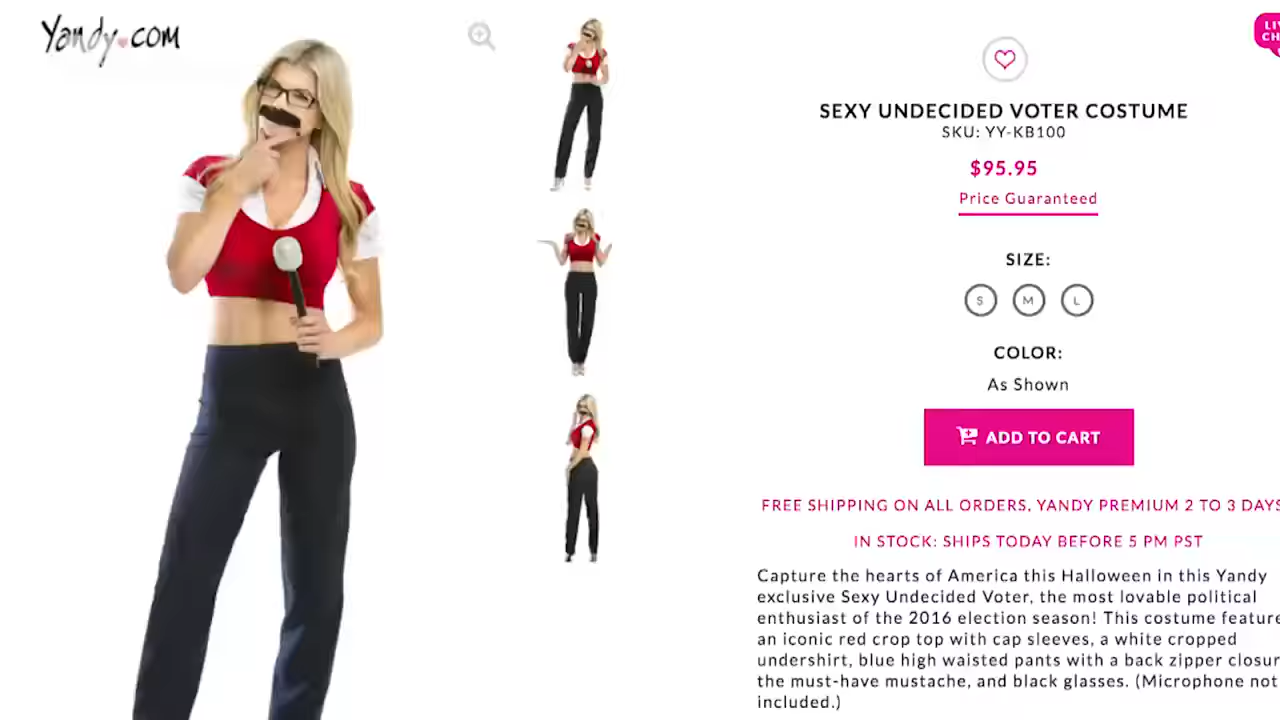 Yandy.com
LIV
CH
SEXY UNDECIDED VOTER COSTUME
SKU: YY-KB100
$95.95
Price Guaranteed
SIZE:
S M L
COLOR:
As Shown
ADD TO CART
FREE SHIPPING ON ALL ORDERS, YANDY PREMIUM 2 TO 3 DAYS
IN STOCK: SHIPS TODAY BEFORE 5 PM PST
Capture the hearts of America this Halloween in this Yandy
exclusive Sexy Undecided Voter, the most lovable political
enthusiast of the 2016 election season! This costume feature
an iconic red crop top with cap sleeves, a white cropped
undershirt, blue high waisted pants with a back zipper closur
the must-have mustache, and black glasses. (Microphone not
included.)